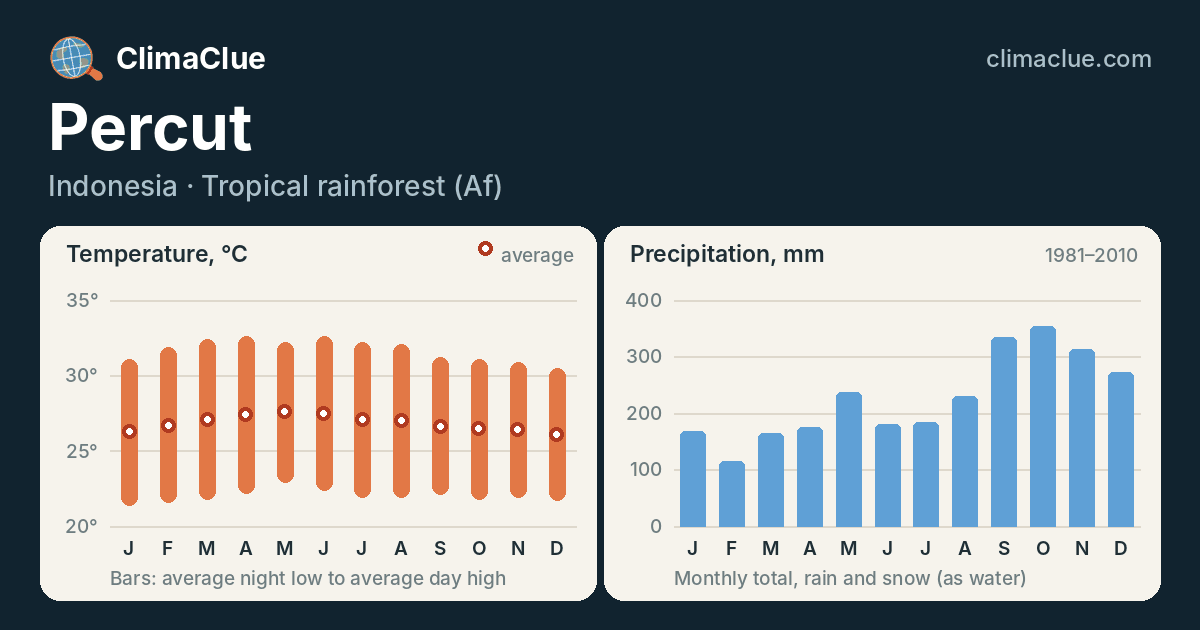 ClimaClue
climaclue.com
Percut
Indonesia · Tropical rainforest (Af)
Temperature, °C
average
35°
30°
25°
20°
J F M A M J J A S O N D
Bars: average night low to average day high
Precipitation, mm
1981–2010
400
300
200
100
0
J F M A M J J A S O N D
Monthly total, rain and snow (as water)